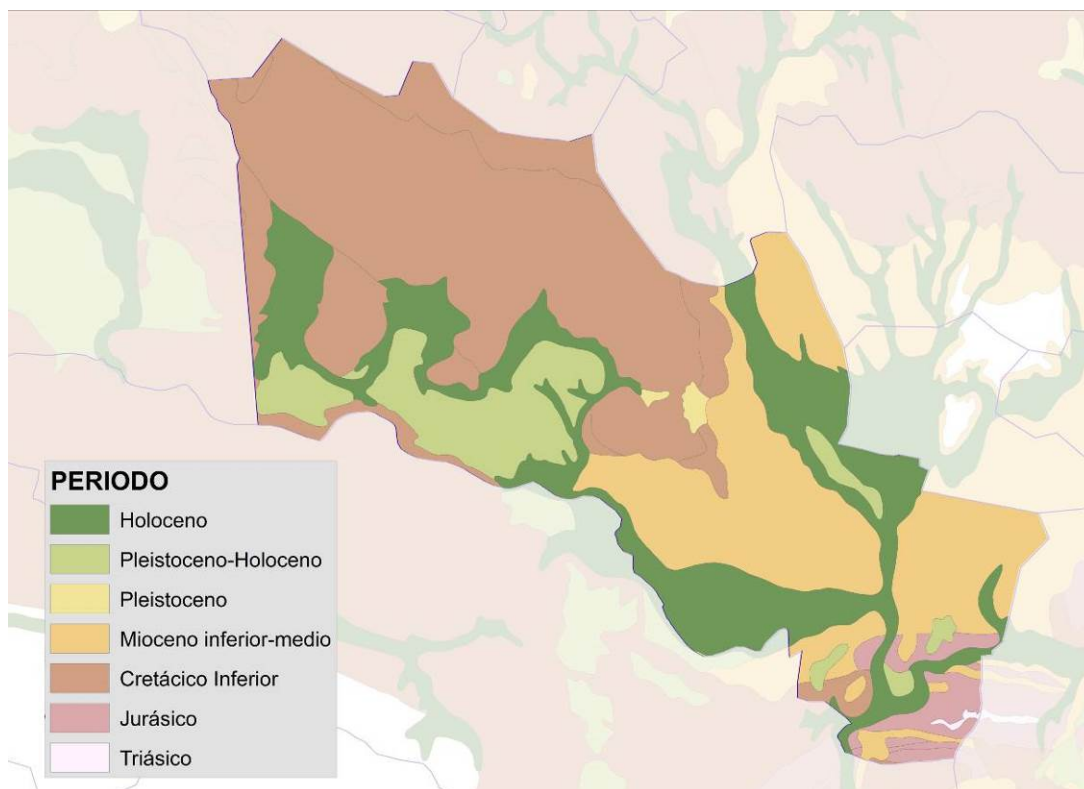 PERIODO
Holoceno
Pleistoceno-Holoceno
Pleistoceno
Mioceno inferior-medio
Cretácico Inferior
Jurásico
Triásico